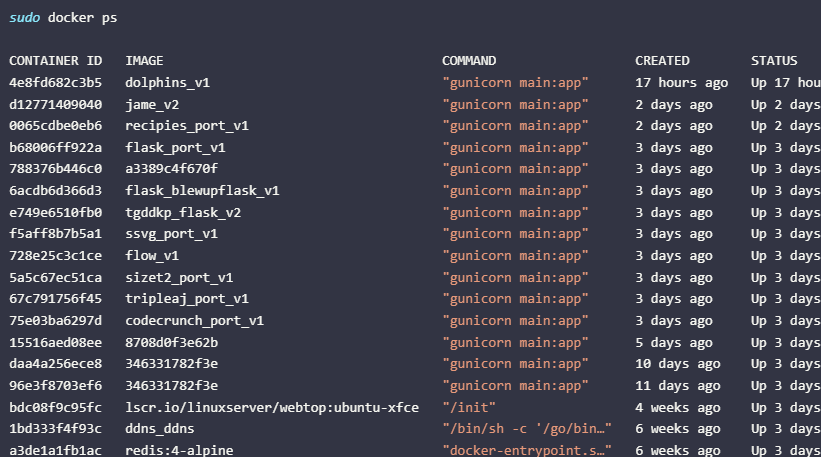 sudo docker ps
CONTAINER ID IMAGE COMMAND CREATED STATUS
4e8fd682c3b5 dolphins_v1 "gunicorn main:app" 17 hours ago Up 17 hou
d12771409040 jame_v2 "gunicorn main:app" 2 days ago Up 2 days
0065cdbe0eb6 recipies_port_v1 "gunicorn main:app" 2 days ago Up 2 days
b68006ff922a flask_port_v1 "gunicorn main:app" 3 days ago Up 3 days
788376b446c0 a3389c4f670f "gunicorn main:app" 3 days ago Up 3 days
6acdb6d366d3 flask_blewupflask_v1 "gunicorn main:app" 3 days ago Up 3 days
e749e6510fb0 tgddkp_flask_v2 "gunicorn main:app" 3 days ago Up 3 days
f5aff8b7b5a1 ssvg_port_v1 "gunicorn main:app" 3 days ago Up 3 days
728e25c3c1ce flow_v1 "gunicorn main:app" 3 days ago Up 3 days
5a5c67ec51ca sizet2_port_v1 "gunicorn main:app" 3 days ago Up 3 days
67c791756f45 tripleaj_port_v1 "gunicorn main:app" 3 days ago Up 3 days
75e03ba6297d codecrunch_port_v1 "gunicorn main:app" 3 days ago Up 3 days
15516aed08ee 8708d0f3e62b "gunicorn main:app" 5 days ago Up 3 days
daa4a256ece8 346331782f3e "gunicorn main:app" 10 days ago Up 3 days
96e3f8703ef6 346331782f3e "gunicorn main:app" 11 days ago Up 3 days
bdc08f9c95fc lscr.io/linuxserver/webtop:ubuntu-xfce "/init" 4 weeks ago Up 3 days
1bd333f4f93c ddns_ddns "/bin/sh -c '/go/bin…" 6 weeks ago Up 3 days
a3de1a1fb1ac redis:4-alpine "docker-entrypoint.s…" 6 weeks ago Up 3 days